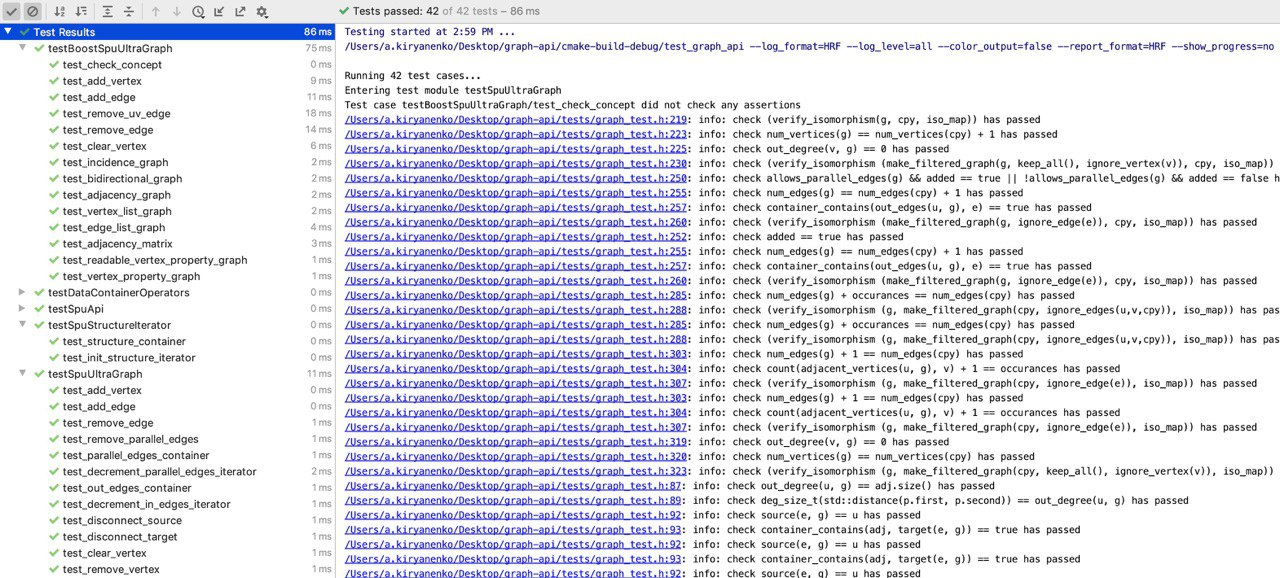 Tests passed: 42 of 42 tests – 86 ms
Test Results 86 ms
testBoostSpuUltraGraph 75 ms
test_check_concept 0 ms
test_add_vertex 9 ms
test_add_edge 11 ms
test_remove_uv_edge 18 ms
test_remove_edge 14 ms
test_clear_vertex 6 ms
test_incidence_graph 2 ms
test_bidirectional_graph 2 ms
test_adjacency_graph 2 ms
test_vertex_list_graph 2 ms
test_edge_list_graph 4 ms
test_adjacency_matrix 3 ms
test_readable_vertex_property_graph 1 ms
test_vertex_property_graph 1 ms
testDataContainerOperators 0 ms
testSpuApi 0 ms
testSpuStructureIterator 0 ms
test_structure_container 0 ms
test_init_structure_iterator 0 ms
testSpuUltraGraph 11 ms
test_add_vertex 0 ms
test_add_edge 0 ms
test_remove_edge 1 ms
test_remove_parallel_edges 1 ms
test_parallel_edges_container 1 ms
test_decrement_parallel_edges_iterator 2 ms
test_out_edges_container 1 ms
test_decrement_in_edges_iterator 1 ms
test_disconnect_source 1 ms
test_disconnect_target 1 ms
test_clear_vertex 1 ms
test_remove_vertex 1 ms
Testing started at 2:59 PM ...
/Users/a.kiryanenko/Desktop/graph-api/cmake-build-debug/test_graph_api --log_format=HRF --log_level=all --color_output=false --report_format=HRF --show_progress=no
Running 42 test cases...
Entering test module testSpuUltraGraph
Test case testBoostSpuUltraGraph/test_check_concept did not check any assertions
/Users/a.kiryanenko/Desktop/graph-api/tests/graph_test.h:219: info: check (verify_isomorphism(g, cpy, iso_map)) has passed
/Users/a.kiryanenko/Desktop/graph-api/tests/graph_test.h:223: info: check num_vertices(g) == num_vertices(cpy) + 1 has passed
/Users/a.kiryanenko/Desktop/graph-api/tests/graph_test.h:225: info: check out_degree(v, g) == 0 has passed
/Users/a.kiryanenko/Desktop/graph-api/tests/graph_test.h:230: info: check (verify_isomorphism (make_filtered_graph(g, keep_all(), ignore_vertex(v)), cpy, iso_map))
/Users/a.kiryanenko/Desktop/graph-api/tests/graph_test.h:250: info: check allows_parallel_edges(g) && added == true || !allows_parallel_edges(g) && added == false h
/Users/a.kiryanenko/Desktop/graph-api/tests/graph_test.h:255: info: check num_edges(g) == num_edges(cpy) + 1 has passed
/Users/a.kiryanenko/Desktop/graph-api/tests/graph_test.h:257: info: check container_contains(out_edges(u, g), e) == true has passed
/Users/a.kiryanenko/Desktop/graph-api/tests/graph_test.h:260: info: check (verify_isomorphism (make_filtered_graph(g, ignore_edge(e)), cpy, iso_map)) has passed
/Users/a.kiryanenko/Desktop/graph-api/tests/graph_test.h:252: info: check added == true has passed
/Users/a.kiryanenko/Desktop/graph-api/tests/graph_test.h:255: info: check num_edges(g) == num_edges(cpy) + 1 has passed
/Users/a.kiryanenko/Desktop/graph-api/tests/graph_test.h:257: info: check container_contains(out_edges(u, g), e) == true has passed
/Users/a.kiryanenko/Desktop/graph-api/tests/graph_test.h:260: info: check (verify_isomorphism (make_filtered_graph(g, ignore_edge(e)), cpy, iso_map)) has passed
/Users/a.kiryanenko/Desktop/graph-api/tests/graph_test.h:285: info: check num_edges(g) + occurances == num_edges(cpy) has passed
/Users/a.kiryanenko/Desktop/graph-api/tests/graph_test.h:288: info: check (verify_isomorphism (g, make_filtered_graph(cpy, ignore_edges(u,v,cpy)), iso_map)) has pas
/Users/a.kiryanenko/Desktop/graph-api/tests/graph_test.h:285: info: check num_edges(g) + occurances == num_edges(cpy) has passed
/Users/a.kiryanenko/Desktop/graph-api/tests/graph_test.h:288: info: check (verify_isomorphism (g, make_filtered_graph(cpy, ignore_edges(u,v,cpy)), iso_map)) has pas
/Users/a.kiryanenko/Desktop/graph-api/tests/graph_test.h:303: info: check num_edges(g) + 1 == num_edges(cpy) has passed
/Users/a.kiryanenko/Desktop/graph-api/tests/graph_test.h:304: info: check count(adjacent_vertices(u, g), v) + 1 == occurances has passed
/Users/a.kiryanenko/Desktop/graph-api/tests/graph_test.h:307: info: check (verify_isomorphism (g, make_filtered_graph(cpy, ignore_edge(e)), iso_map)) has passed
/Users/a.kiryanenko/Desktop/graph-api/tests/graph_test.h:303: info: check num_edges(g) + 1 == num_edges(cpy) has passed
/Users/a.kiryanenko/Desktop/graph-api/tests/graph_test.h:304: info: check count(adjacent_vertices(u, g), v) + 1 == occurances has passed
/Users/a.kiryanenko/Desktop/graph-api/tests/graph_test.h:307: info: check (verify_isomorphism (g, make_filtered_graph(cpy, ignore_edge(e)), iso_map)) has passed
/Users/a.kiryanenko/Desktop/graph-api/tests/graph_test.h:319: info: check out_degree(v, g) == 0 has passed
/Users/a.kiryanenko/Desktop/graph-api/tests/graph_test.h:320: info: check num_vertices(g) == num_vertices(cpy) has passed
/Users/a.kiryanenko/Desktop/graph-api/tests/graph_test.h:323: info: check (verify_isomorphism (g, make_filtered_graph(cpy, keep_all(), ignore_vertex(v)), iso_map))
/Users/a.kiryanenko/Desktop/graph-api/tests/graph_test.h:87: info: check out_degree(u, g) == adj.size() has passed
/Users/a.kiryanenko/Desktop/graph-api/tests/graph_test.h:89: info: check deg_size_t(std::distance(p.first, p.second)) == out_degree(u, g) has passed
/Users/a.kiryanenko/Desktop/graph-api/tests/graph_test.h:92: info: check source(e, g) == u has passed
/Users/a.kiryanenko/Desktop/graph-api/tests/graph_test.h:93: info: check container_contains(adj, target(e, g)) == true has passed
/Users/a.kiryanenko/Desktop/graph-api/tests/graph_test.h:92: info: check source(e, g) == u has passed
/Users/a.kiryanenko/Desktop/graph-api/tests/graph_test.h:93: info: check container_contains(adj, target(e, g)) == true has passed
/Users/a.kiryanenko/Desktop/graph-api/tests/graph_test.h:92: info: check source(e, g) == u has passed